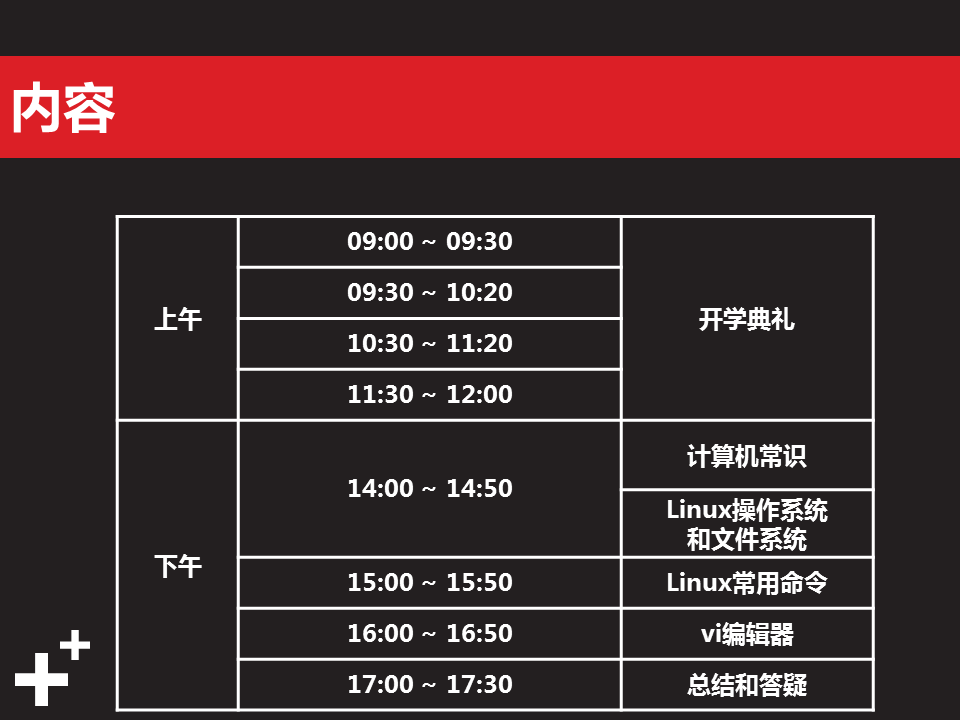 内容
上午
09:00 ~ 09:30
开学典礼
09:30 ~ 10:20
10:30 ~ 11:20
11:30 ~ 12:00
下午
14:00 ~ 14:50
计算机常识
Linux操作系统
和文件系统
15:00 ~ 15:50
Linux常用命令
16:00 ~ 16:50
vi编辑器
17:00 ~ 17:30
总结和答疑